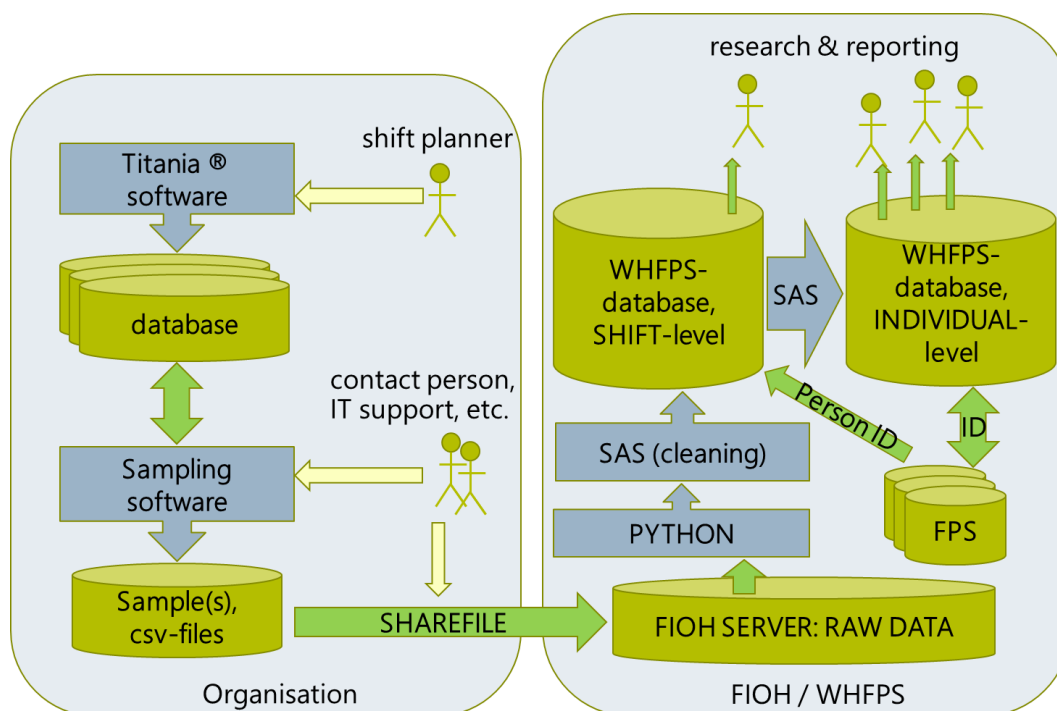 shift planner
Titania ®
software
database
contact person,
IT support, etc.
Sampling
software
Sample(s),
csv-files
SHAREFILE
Organisation
research & reporting
WHFPS-
database,
SHIFT-level
SAS
WHFPS-
database,
INDIVIDUAL-
level
Person ID
ID
SAS (cleaning)
PYTHON
FPS
FIOH SERVER: RAW DATA
FIOH / WHFPS